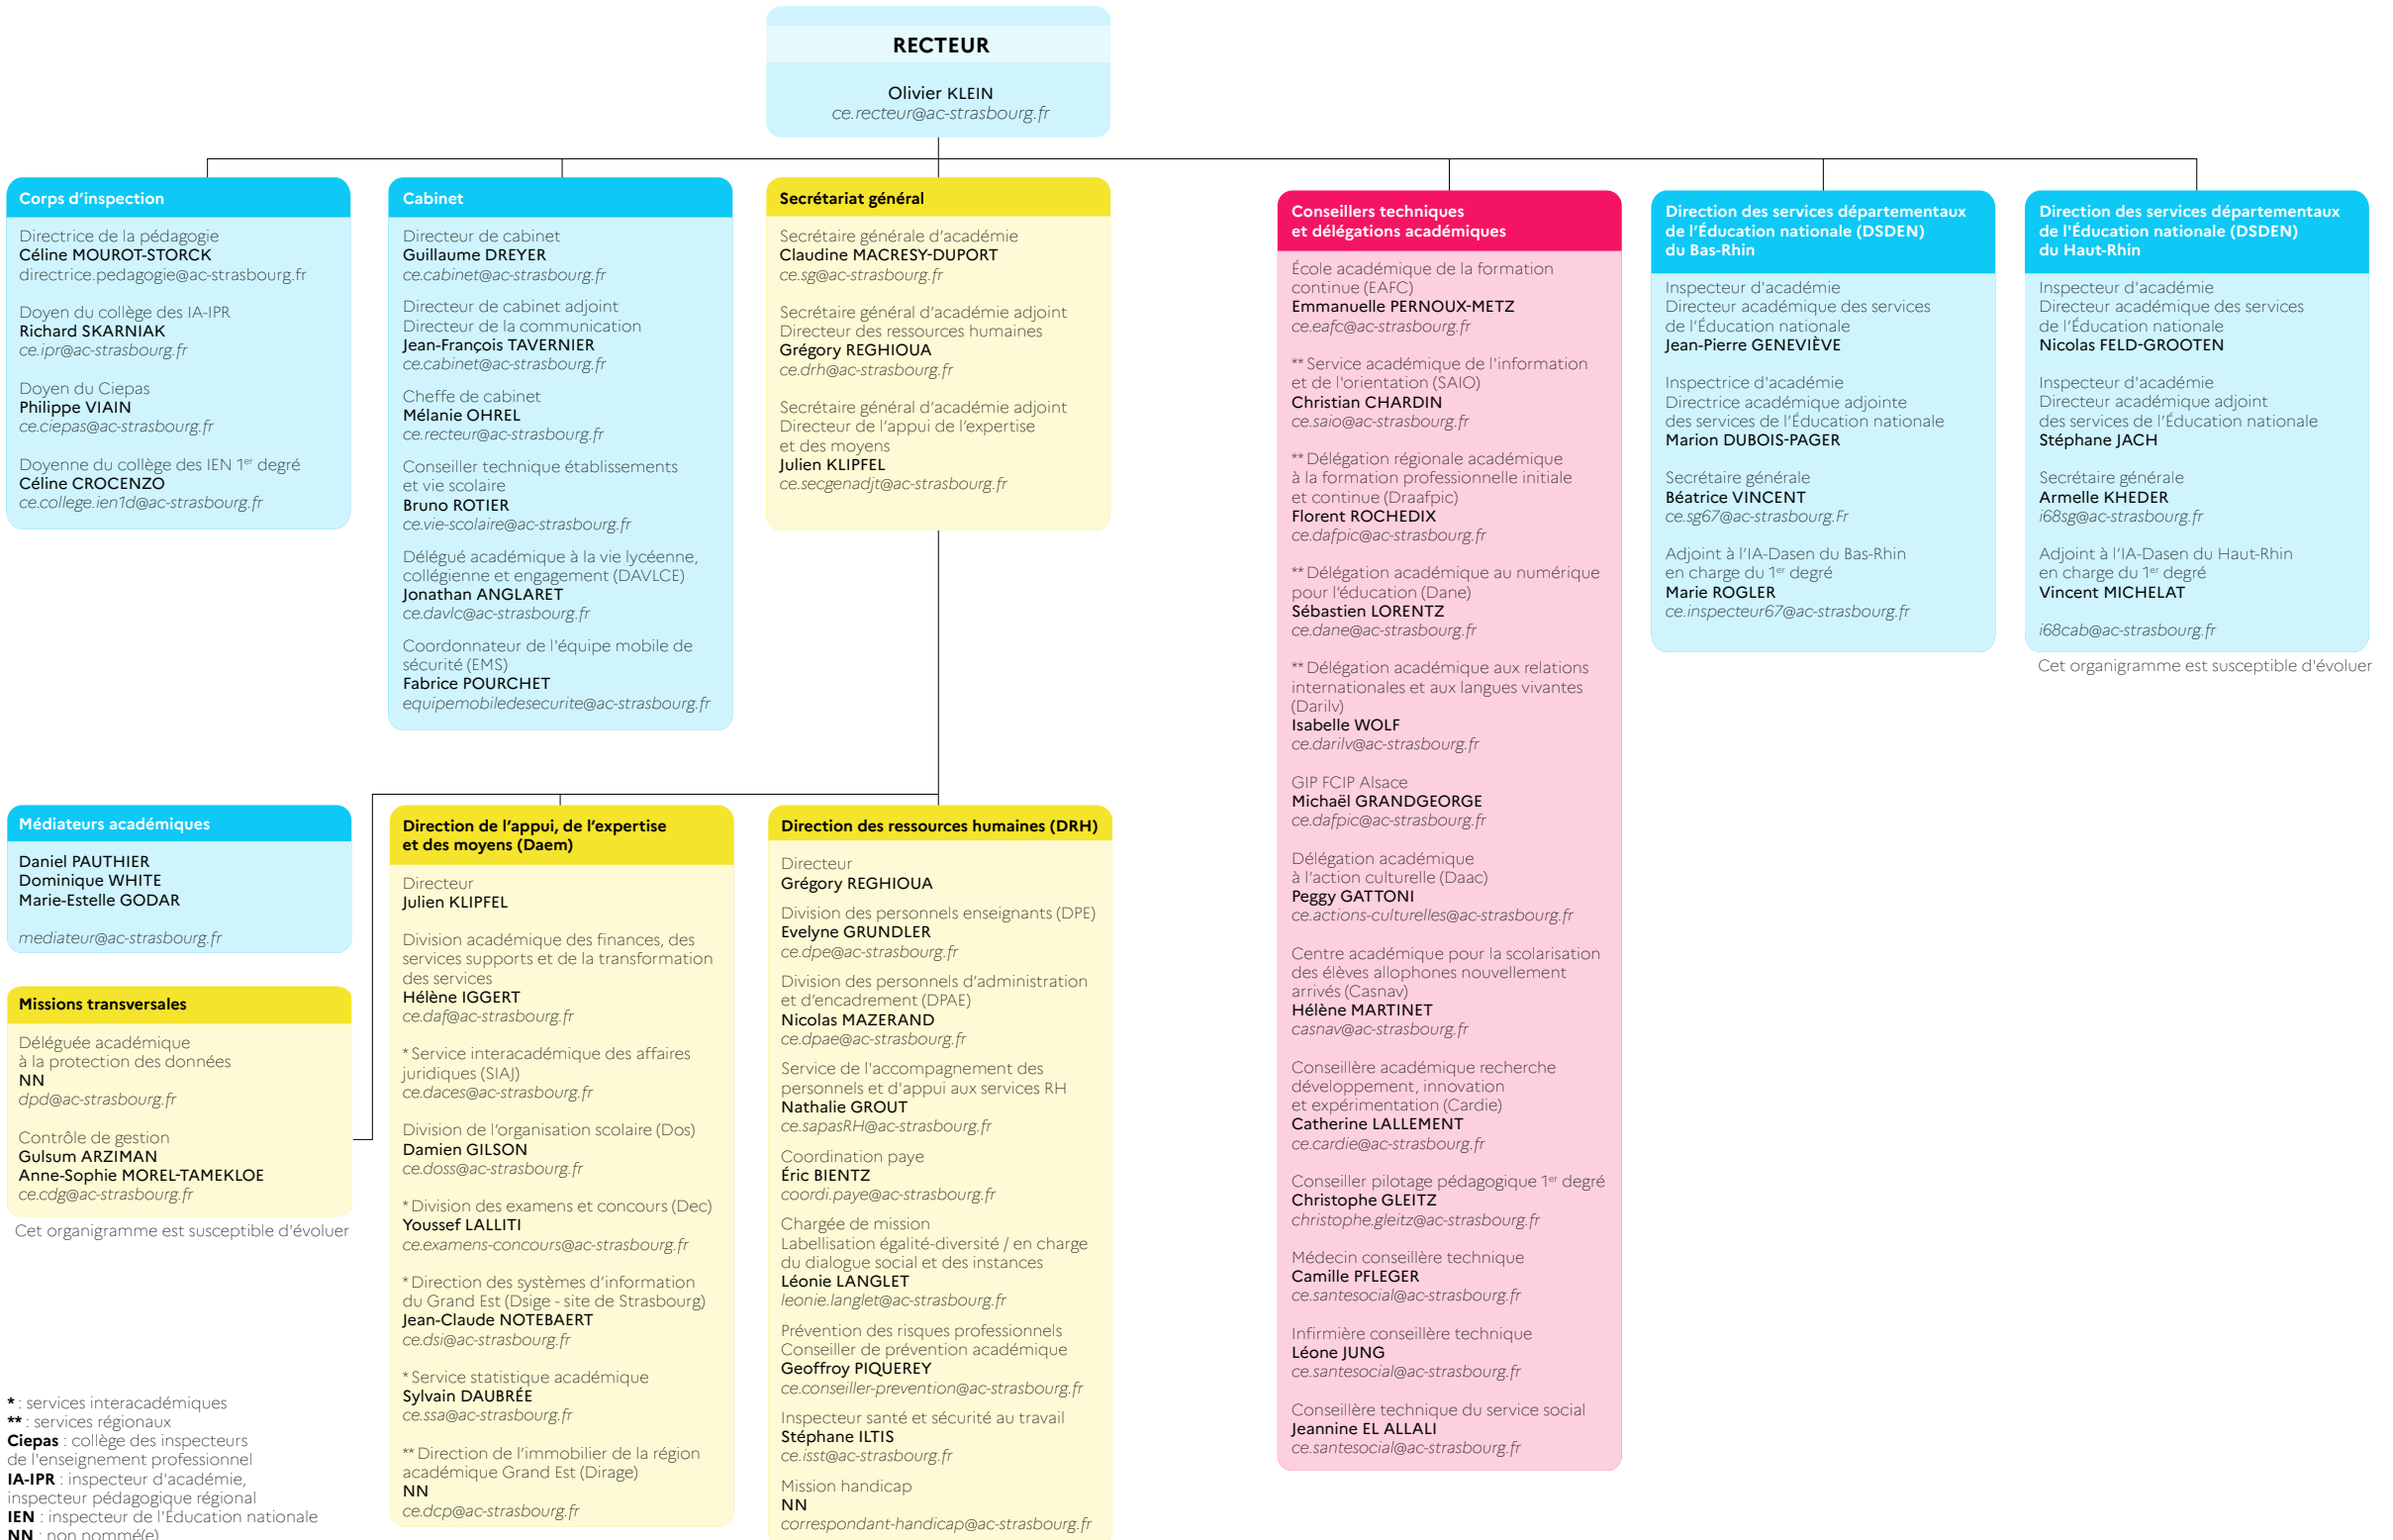 RECTEUR
Olivier KLEIN
ce.recteur@ac-strasbourg.fr
Corps d'inspection
Directrice de la pédagogie
Céline MOUROT-STORCK
directrice.pedagogie@ac-strasbourg.fr
Doyen du collège des IA-IPR
Richard SKARNIAK
ce.ipr@ac-strasbourg.fr
Doyen du Ciepas
Philippe VIAIN
ce.ciepas@ac-strasbourg.fr
Doyenne du collège des IEN 1er degré
Céline CROCENZO
ce.college.ien1d@ac-strasbourg.fr
Cabinet
Directeur de cabinet
Guillaume DREYER
ce.cabinet@ac-strasbourg.fr
Directeur de cabinet adjoint
Directeur de la communication
Jean-François TAVERNIER
ce.cabinet@ac-strasbourg.fr
Cheffe de cabinet
Mélanie OHREL
ce.recteur@ac-strasbourg.fr
Conseiller technique établissements
et vie scolaire
Bruno ROTIER
ce.vie-scolaire@ac-strasbourg.fr
Délégué académique à la vie lycéenne,
collégienne et engagement (DAVLCE)
Jonathan ANGLARET
ce.davlc@ac-strasbourg.fr
Coordonnateur de l'équipe mobile de
sécurité (EMS)
Fabrice POURCHET
equipemobiledesecurite@ac-strasbourg.fr
Secrétariat général
Secrétaire générale d'académie
Claudine MACRESY-DUPORT
ce.sg@ac-strasbourg.fr
Secrétaire général d'académie adjoint
Directeur des ressources humaines
Grégory REGHIOUA
ce.drh@ac-strasbourg.fr
Secrétaire général d'académie adjoint
Directeur de l'appui de l'expertise
et des moyens
Julien KLIPFEL
ce.secgenadjt@ac-strasbourg.fr
Conseillers techniques
et délégations académiques
École académique de la formation
continue (EAFC)
Emmanuelle PERNOUX-METZ
ce.eafc@ac-strasbourg.fr
** Service académique de l'information
et de l'orientation (SAIO)
Christian CHARDIN
ce.saio@ac-strasbourg.fr
** Délégation régionale académique
à la formation professionnelle initiale
et continue (Draafpic)
Florent ROCHEDIX
ce.dafpic@ac-strasbourg.fr
** Délégation académique au numérique
pour l'éducation (Dane)
Sébastien LORENTZ
ce.dane@ac-strasbourg.fr
** Délégation académique aux relations
internationales et aux langues vivantes
(Darilv)
Isabelle WOLF
ce.darilv@ac-strasbourg.fr
GIP FCIP Alsace
Michaël GRANDGEORGE
ce.dafpic@ac-strasbourg.fr
Délégation académique
à l'action culturelle (Daac)
Peggy GATTONI
ce.actions-culturelles@ac-strasbourg.fr
Centre académique pour la scolarisation
des élèves allophones nouvellement
arrivés (Casnav)
Hélène MARTINET
casnav@ac-strasbourg.fr
Conseillère académique recherche
développement, innovation
et expérimentation (Cardie)
Catherine LALLEMENT
ce.cardie@ac-strasbourg.fr
Conseiller pilotage pédagogique 1er degré
Christophe GLEITZ
christophe.gleitz@ac-strasbourg.fr
Médecin conseillère technique
Camille PFLEGER
ce.santesocial@ac-strasbourg.fr
Infirmière conseillère technique
Léone JUNG
ce.santesocial@ac-strasbourg.fr
Conseillère technique du service social
Jeannine EL ALLALI
ce.santesocial@ac-strasbourg.fr
Direction des services départementaux
de l'Éducation nationale (DSDEN)
du Bas-Rhin
Inspecteur d'académie
Directeur académique des services
de l'Éducation nationale
Jean-Pierre GENEVIÈVE
Inspectrice d'académie
Directrice académique adjointe
des services de l'Éducation nationale
Marion DUBOIS-PAGER
Secrétaire générale
Béatrice VINCENT
ce.sg67@ac-strasbourg.Fr
Adjoint à l'IA-Dasen du Bas-Rhin
en charge du 1er degré
Marie ROGLER
ce.inspecteur67@ac-strasbourg.fr
Direction des services départementaux
de l'Éducation nationale (DSDEN)
du Haut-Rhin
Inspecteur d'académie
Directeur académique des services
de l'Éducation nationale
Nicolas FELD-GROOTEN
Inspecteur d'académie
Directeur académique adjoint
des services de l'Éducation nationale
Stéphane JACH
Secrétaire générale
Armelle KHEDER
i68sg@ac-strasbourg.fr
Adjoint à l'IA-Dasen du Haut-Rhin
en charge du 1er degré
Vincent MICHELAT
i68cab@ac-strasbourg.fr
Cet organigramme est susceptible d'évoluer
Médiateurs académiques
Daniel PAUTHIER
Dominique WHITE
Marie-Estelle GODAR
mediateur@ac-strasbourg.fr
Missions transversales
Déléguée académique
à la protection des données
NN
dpd@ac-strasbourg.fr
Contrôle de gestion
Gulsum ARZIMAN
Anne-Sophie MOREL-TAMEKLOE
ce.cdg@ac-strasbourg.fr
Cet organigramme est susceptible d'évoluer
Direction de l'appui, de l'expertise
et des moyens (Daem)
Directeur
Julien KLIPFEL
Division académique des finances, des
services supports et de la transformation
des services
Hélène IGGERT
ce.daf@ac-strasbourg.fr
* Service interacadémique des affaires
juridiques (SIAJ)
ce.daces@ac-strasbourg.fr
Division de l'organisation scolaire (Dos)
Damien GILSON
ce.doss@ac-strasbourg.fr
* Division des examens et concours (Dec)
Youssef LALLITI
ce.examens-concours@ac-strasbourg.fr
* Direction des systèmes d'information
du Grand Est (Dsige - site de Strasbourg)
Jean-Claude NOTEBAERT
ce.dsi@ac-strasbourg.fr
* Service statistique académique
Sylvain DAUBRÉE
ce.ssa@ac-strasbourg.fr
** Direction de l'immobilier de la région
académique Grand Est (Dirage)
NN
ce.dcp@ac-strasbourg.fr
Direction des ressources humaines (DRH)
Directeur
Grégory REGHIOUA
Division des personnels enseignants (DPE)
Evelyne GRUNDLER
ce.dpe@ac-strasbourg.fr
Division des personnels d'administration
et d'encadrement (DPAE)
Nicolas MAZERAND
ce.dpae@ac-strasbourg.fr
Service de l'accompagnement des
personnels et d'appui aux services RH
Nathalie GROUT
ce.sapasRH@ac-strasbourg.fr
Coordination paye
Éric BIENTZ
coordi.paye@ac-strasbourg.fr
Chargée de mission
Labellisation égalité-diversité / en charge
du dialogue social et des instances
Léonie LANGLET
leonie.langlet@ac-strasbourg.fr
Prévention des risques professionnels
Conseiller de prévention académique
Geoffroy PIQUEREY
ce.conseiller-prevention@ac-strasbourg.fr
Inspecteur santé et sécurité au travail
Stéphane ILTIS
ce.isst@ac-strasbourg.fr
Mission handicap
NN
correspondant-handicap@ac-strasbourg.fr
* : services interacadémiques
** : services régionaux
Ciepas : collège des inspecteurs
de l'enseignement professionnel
IA-IPR : inspecteur d'académie,
inspecteur pédagogique régional
IEN : inspecteur de l'Éducation nationale
NN : non nommé(e)